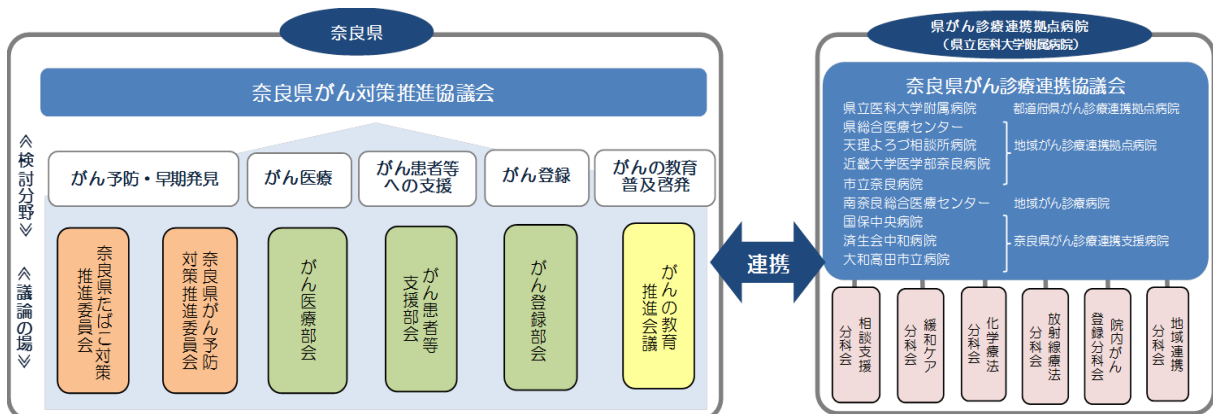 奈良県
奈良県がん対策推進協議会
≪検討分野≫
がん予防・早期発見
がん医療
がん患者等
への支援
がん登録
がんの教育
普及啓発
≪議論の場≫
奈良県たばこ対策
推進委員会
奈良県がん予防
対策推進委員会
がん医療部会
がん患者等
支援部会
がん登録部会
がんの教育
推進会議
連携
県がん診療連携拠点病院
（県立医科大学附属病院）
奈良県がん診療連携協議会
県立医科大学附属病院 都道府県がん診療連携拠点病院
県総合医療センター
天理よろづ相談所病院 地域がん診療連携拠点病院
近畿大学医学部奈良病院
市立奈良病院
南奈良総合医療センター 地域がん診療病院
国保中央病院
済生会中和病院 奈良県がん診療連携支援病院
大和高田市立病院
相談支援
分科会
緩和ケア
分科会
化学療法
分科会
放射線療法
分科会
院内がん
登録分科会
地域連携
分科会